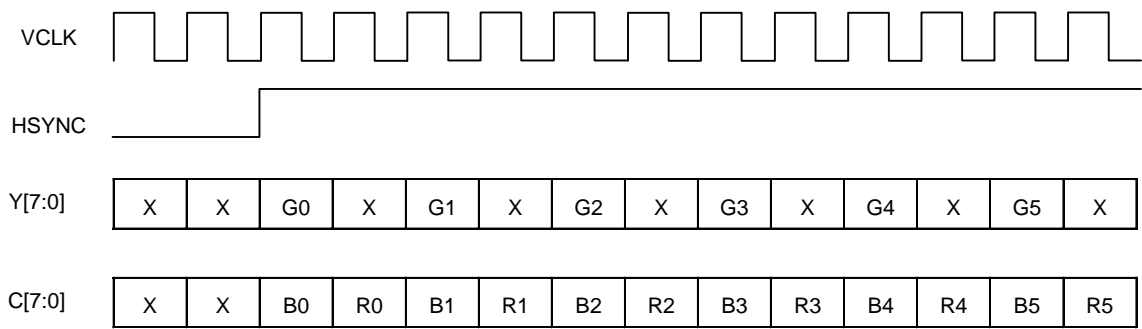 VCLK
HSYNC
Y[7:0] X X G0 X G1 X G2 X G3 X G4 X G5 X
C[7:0] X X B0 R0 B1 R1 B2 R2 B3 R3 B4 R4 B5 R5